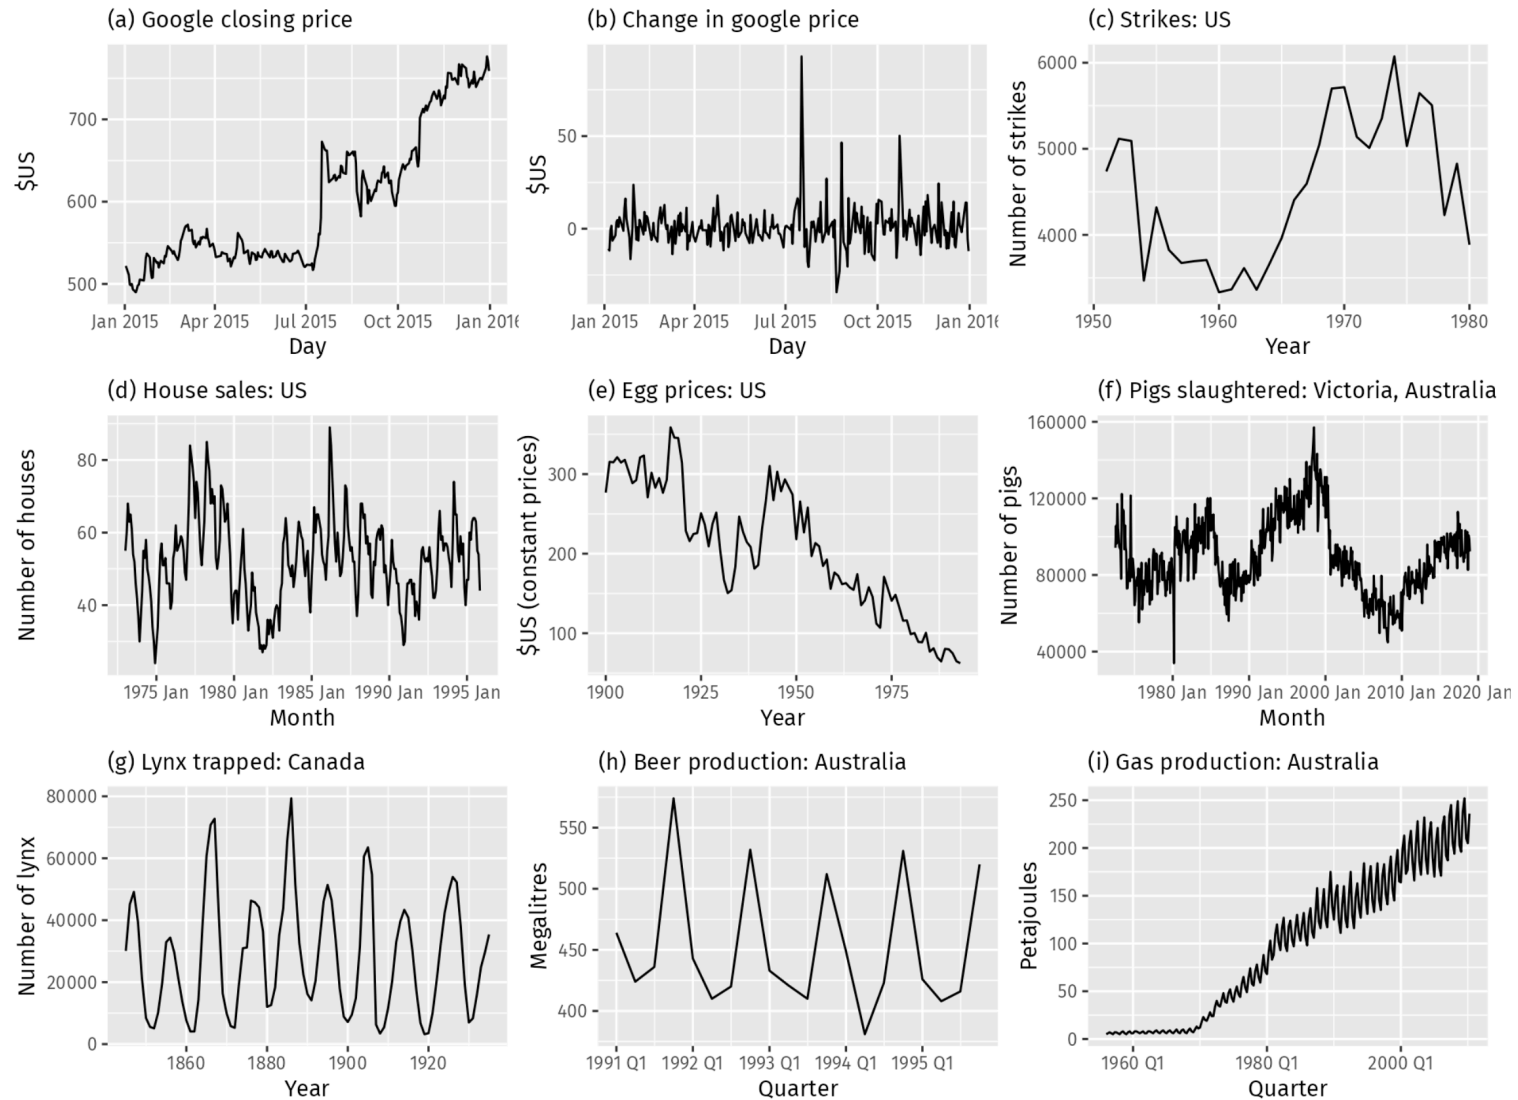 (a) Google closing price
(b) Change in google price
(c) Strikes: US
$US
700
600
500
Jan 2015 Apr 2015 Jul 2015 Oct 2015 Jan 2016
Day
$US
50
0
Jan 2015 Apr 2015 Jul 2015 Oct 2015 Jan 2016
Day
Number of strikes
6000
5000
4000
1950 1960 1970 1980
Year
(d) House sales: US
(e) Egg prices: US
(f) Pigs slaughtered: Victoria, Australia
Number of houses
80
60
40
1975 Jan 1980 Jan 1985 Jan 1990 Jan 1995 Jan
Month
$US (constant prices)
300
200
100
1900 1925 1950 1975
Year
Number of pigs
160000
120000
80000
40000
1980 Jan 1990 Jan 2000 Jan 2010 Jan 2020 Jan
Month
(g) Lynx trapped: Canada
(h) Beer production: Australia
(i) Gas production: Australia
Number of lynx
80000
60000
40000
20000
0
1860 1880 1900 1920
Year
Megalitres
550
500
450
400
1991 Q1 1992 Q1 1993 Q1 1994 Q1 1995 Q1
Quarter
Petajoules
250
200
150
100
50
0
1960 Q1 1980 Q1 2000 Q1
Quarter